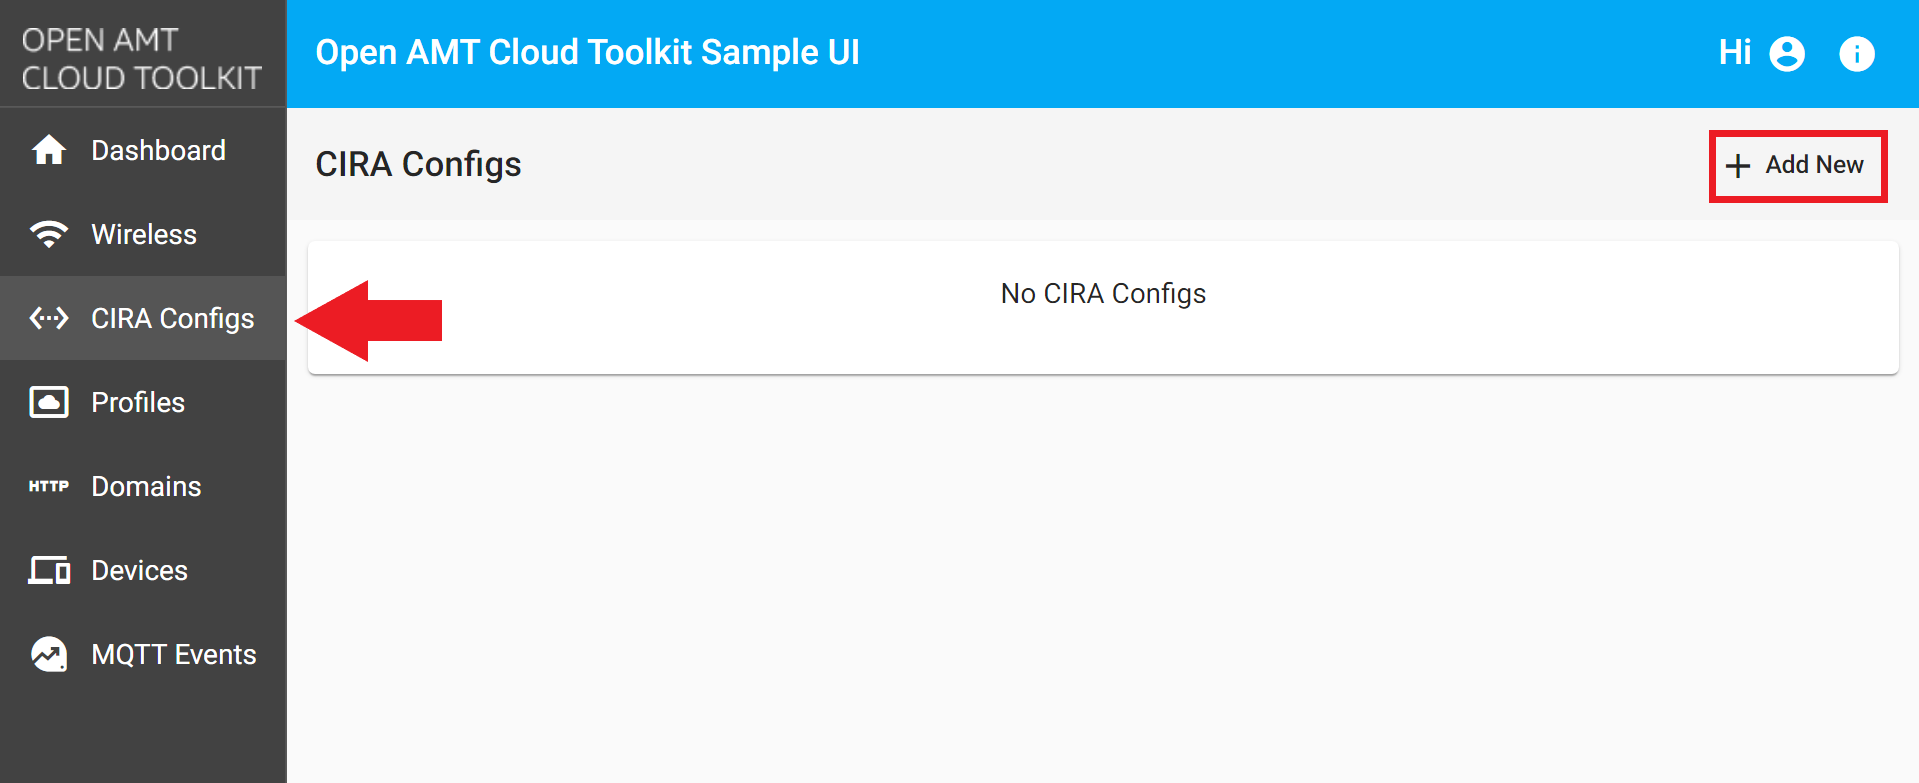 OPEN AMT
CLOUD TOOLKIT
Open AMT Cloud Toolkit Sample UI
Hi
Dashboard
Wireless
CIRA Configs
Profiles
HTTP Domains
Devices
MQTT Events
CIRA Configs
Add New
No CIRA Configs